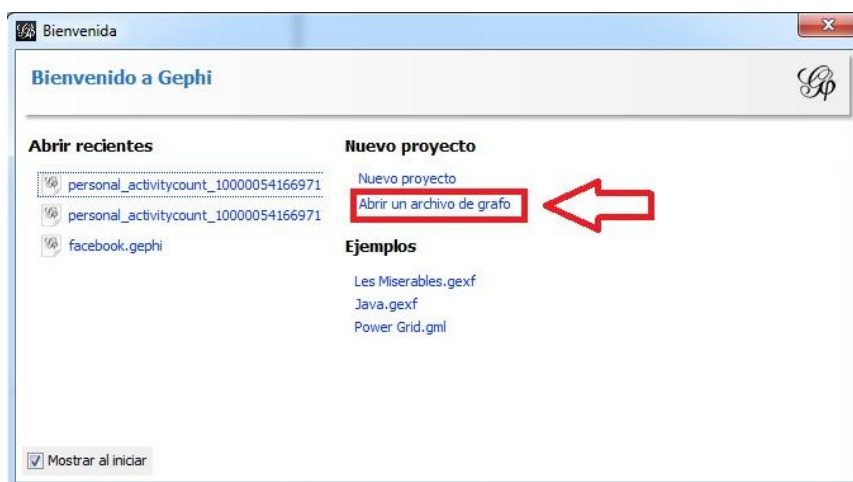 Bienvenida
Bienvenido a Gephi
Abrir recientes
personal_activitycount_10000054166971
personal_activitycount_10000054166971
facebook.gephi
Nuevo proyecto
Nuevo proyecto
Abrir un archivo de grafo
Ejemplos
Les Miserables.gexf
Java.gexf
Power Grid.gml
Mostrar al iniciar